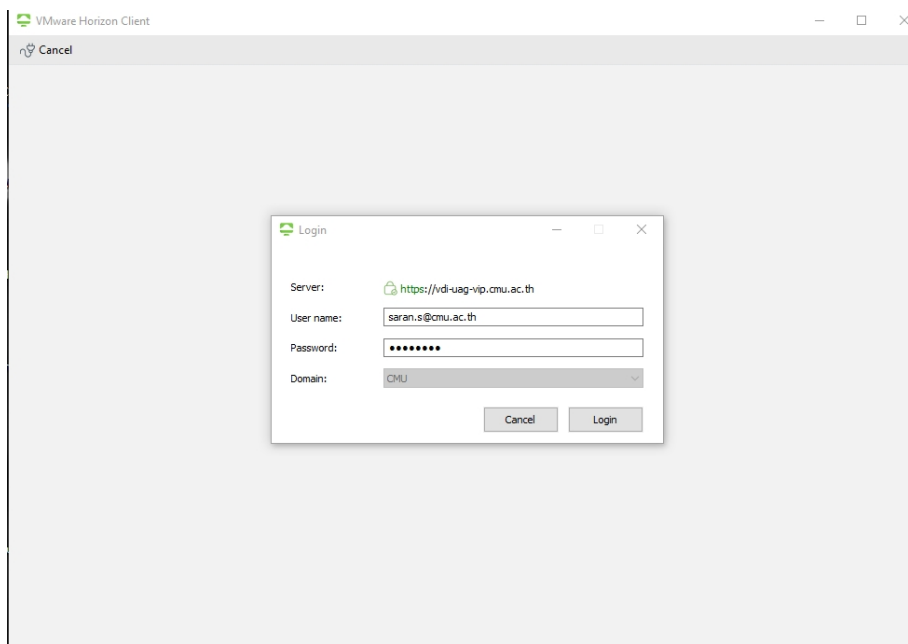 VMware Horizon Client
Cancel
Login
Server: https://vdi-uag-vip.cmu.ac.th
User name: saran.s@cmu.ac.th
Password: ••••••••
Domain: CMU
Cancel Login